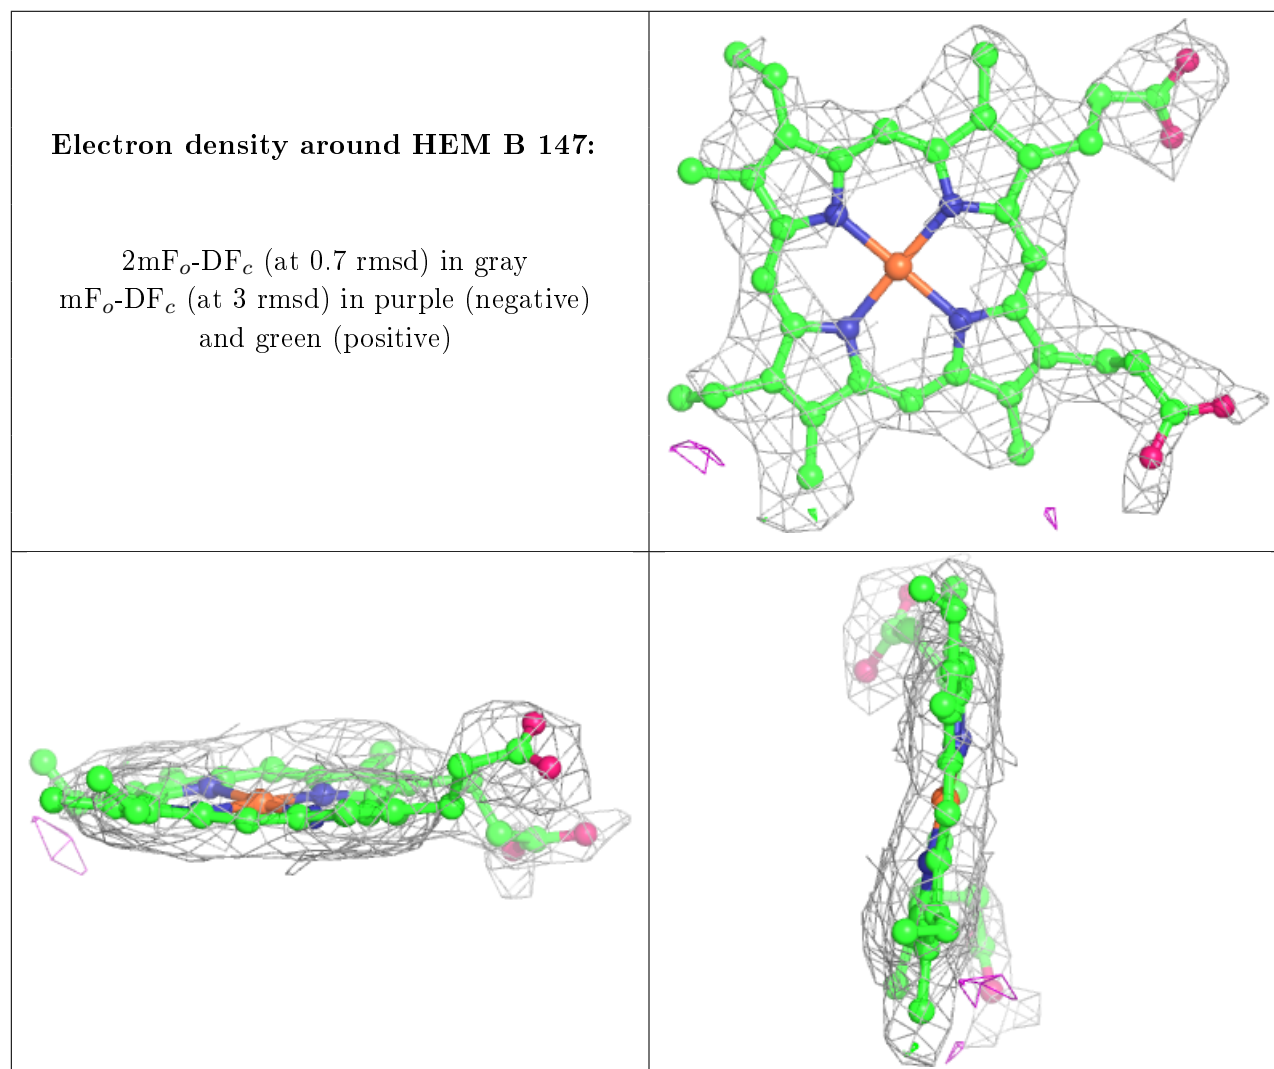 Electron density around HEM B 147:
2mFo-DFc (at 0.7 rmsd) in gray
mFo-DFc (at 3 rmsd) in purple (negative)
and green (positive)